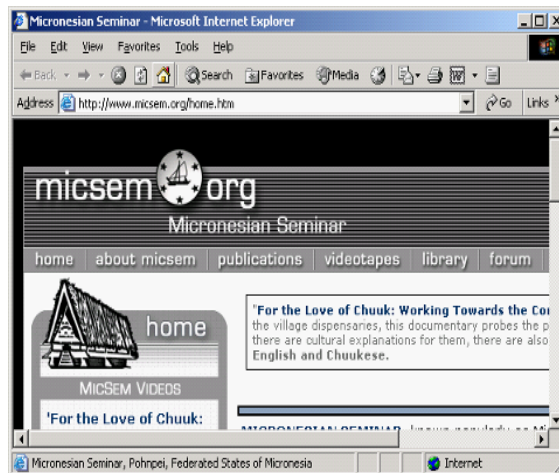 Micronesian Seminar - Microsoft Internet Explorer
File Edit View Favorites Tools Help
Back Search Favorites Media
Address http://www.micsem.org/home.htm Go Links
micsem org
Micronesian Seminar
home about micsem publications videotapes library forum
home
MICSEM VIDEOS
'For the Love of Chuuk:
"For the Love of Chuuk: Working Towards the Co
the village dispensaries, this documentary probes the p
there are cultural explanations for them, there are also
English and Chuukese.
MICRONESIAN SEMINAR, known popularly as Mi
Micronesian Seminar, Pohnpei, Federated States of Micronesia Internet